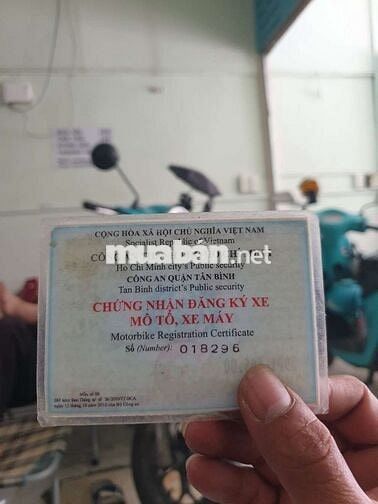 CỘNG HÒA XÃ HỘI CHỦ NGHĨA VIỆT NAM
Socialist Republic of Vietnam
muaban.net
Ho Chi Minh city's Public security
CÔNG AN QUẬN TÂN BÌNH
Tan Binh district's Public security
CHỨNG NHẬN ĐĂNG KÝ XE
MÔ TÔ, XE MÁY
Motorbike Registration Certificate
Số (Number): 018296